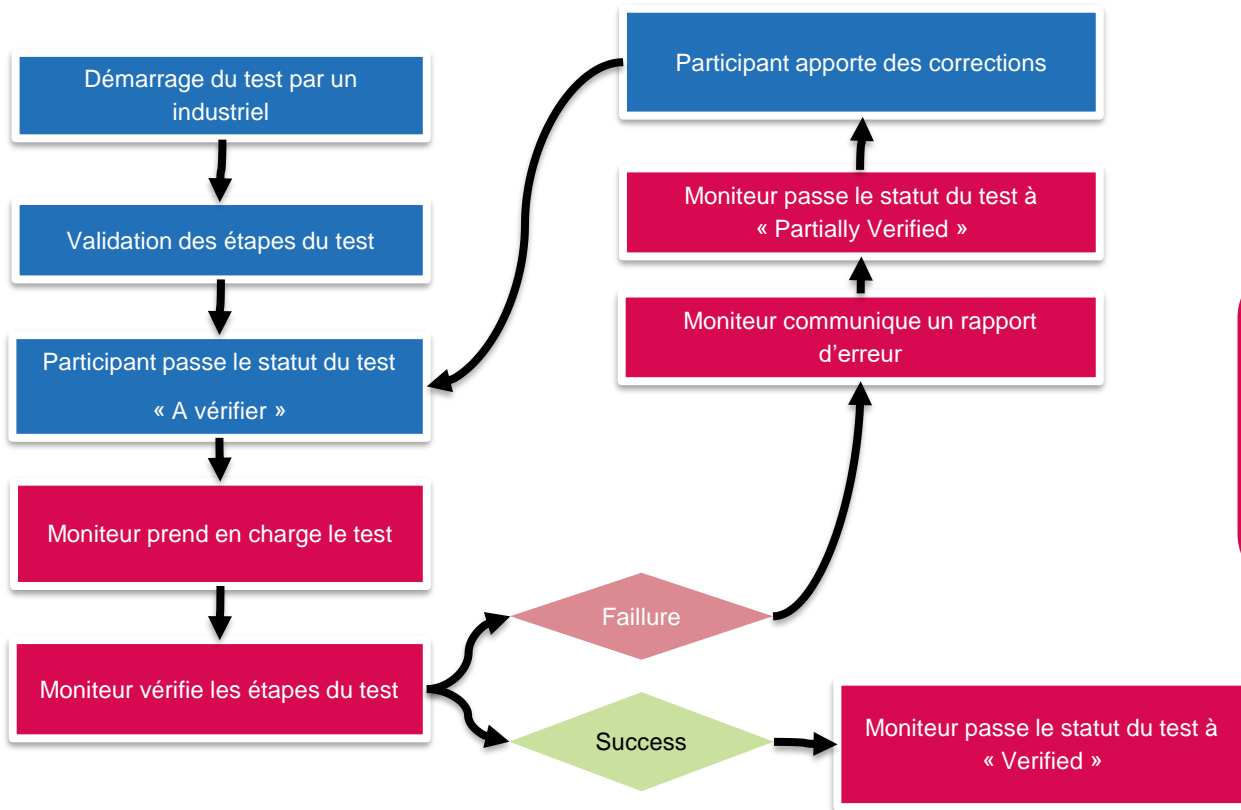 Démarrage du test par un
industriel
Validation des étapes du test
Participant passe le statut du test
« A vérifier »
Moniteur prend en charge le test
Moniteur vérifie les étapes du test
Faillure
Success
Moniteur passe le statut du test à
« Verified »
Moniteur communique un rapport
d’erreur
Moniteur passe le statut du test à
« Partially Verified »
Participant apporte des corrections